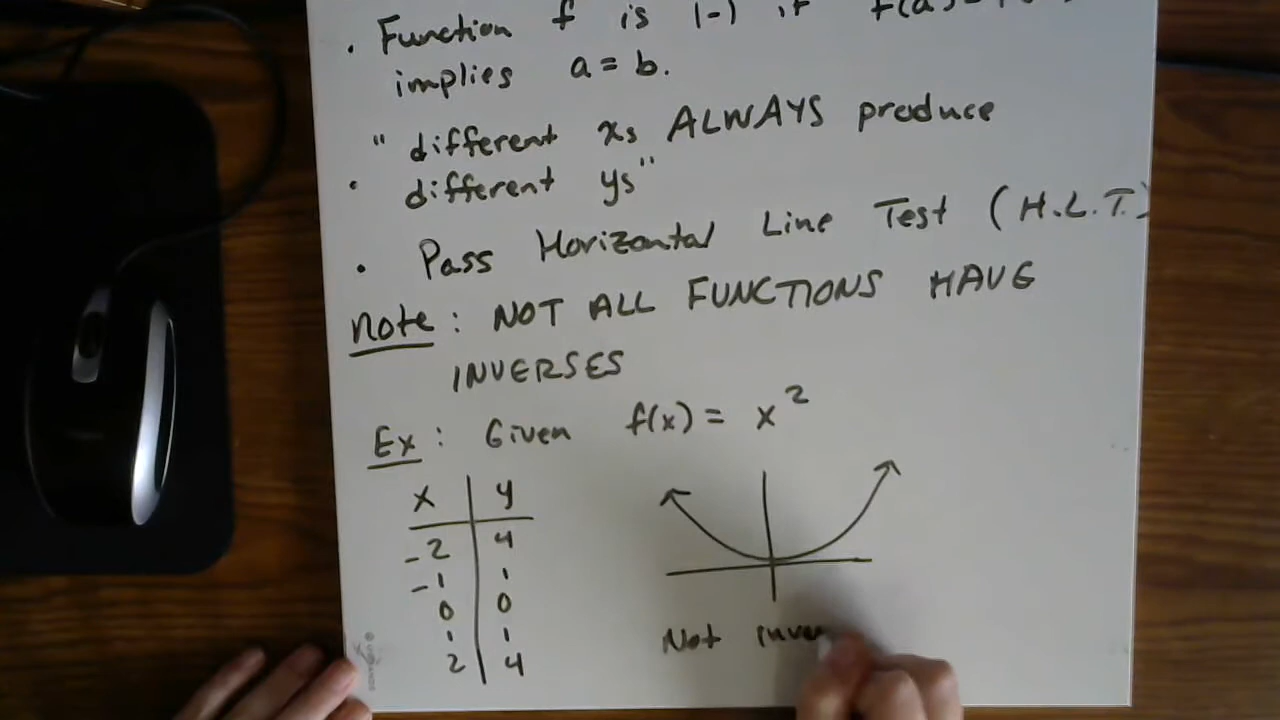 • Function f is 1-1 if f(a)
implies a = b.
" different xs ALWAYS produce
• different ys"
• Pass Horizontal Line Test (H.L.T.)
note: NOT ALL FUNCTIONS HAVE
INVERSES
Ex: Given f(x) = x²
x | y
-2 | 4
-1 | 1
0 | 0
1 | 1
2 | 4
Not